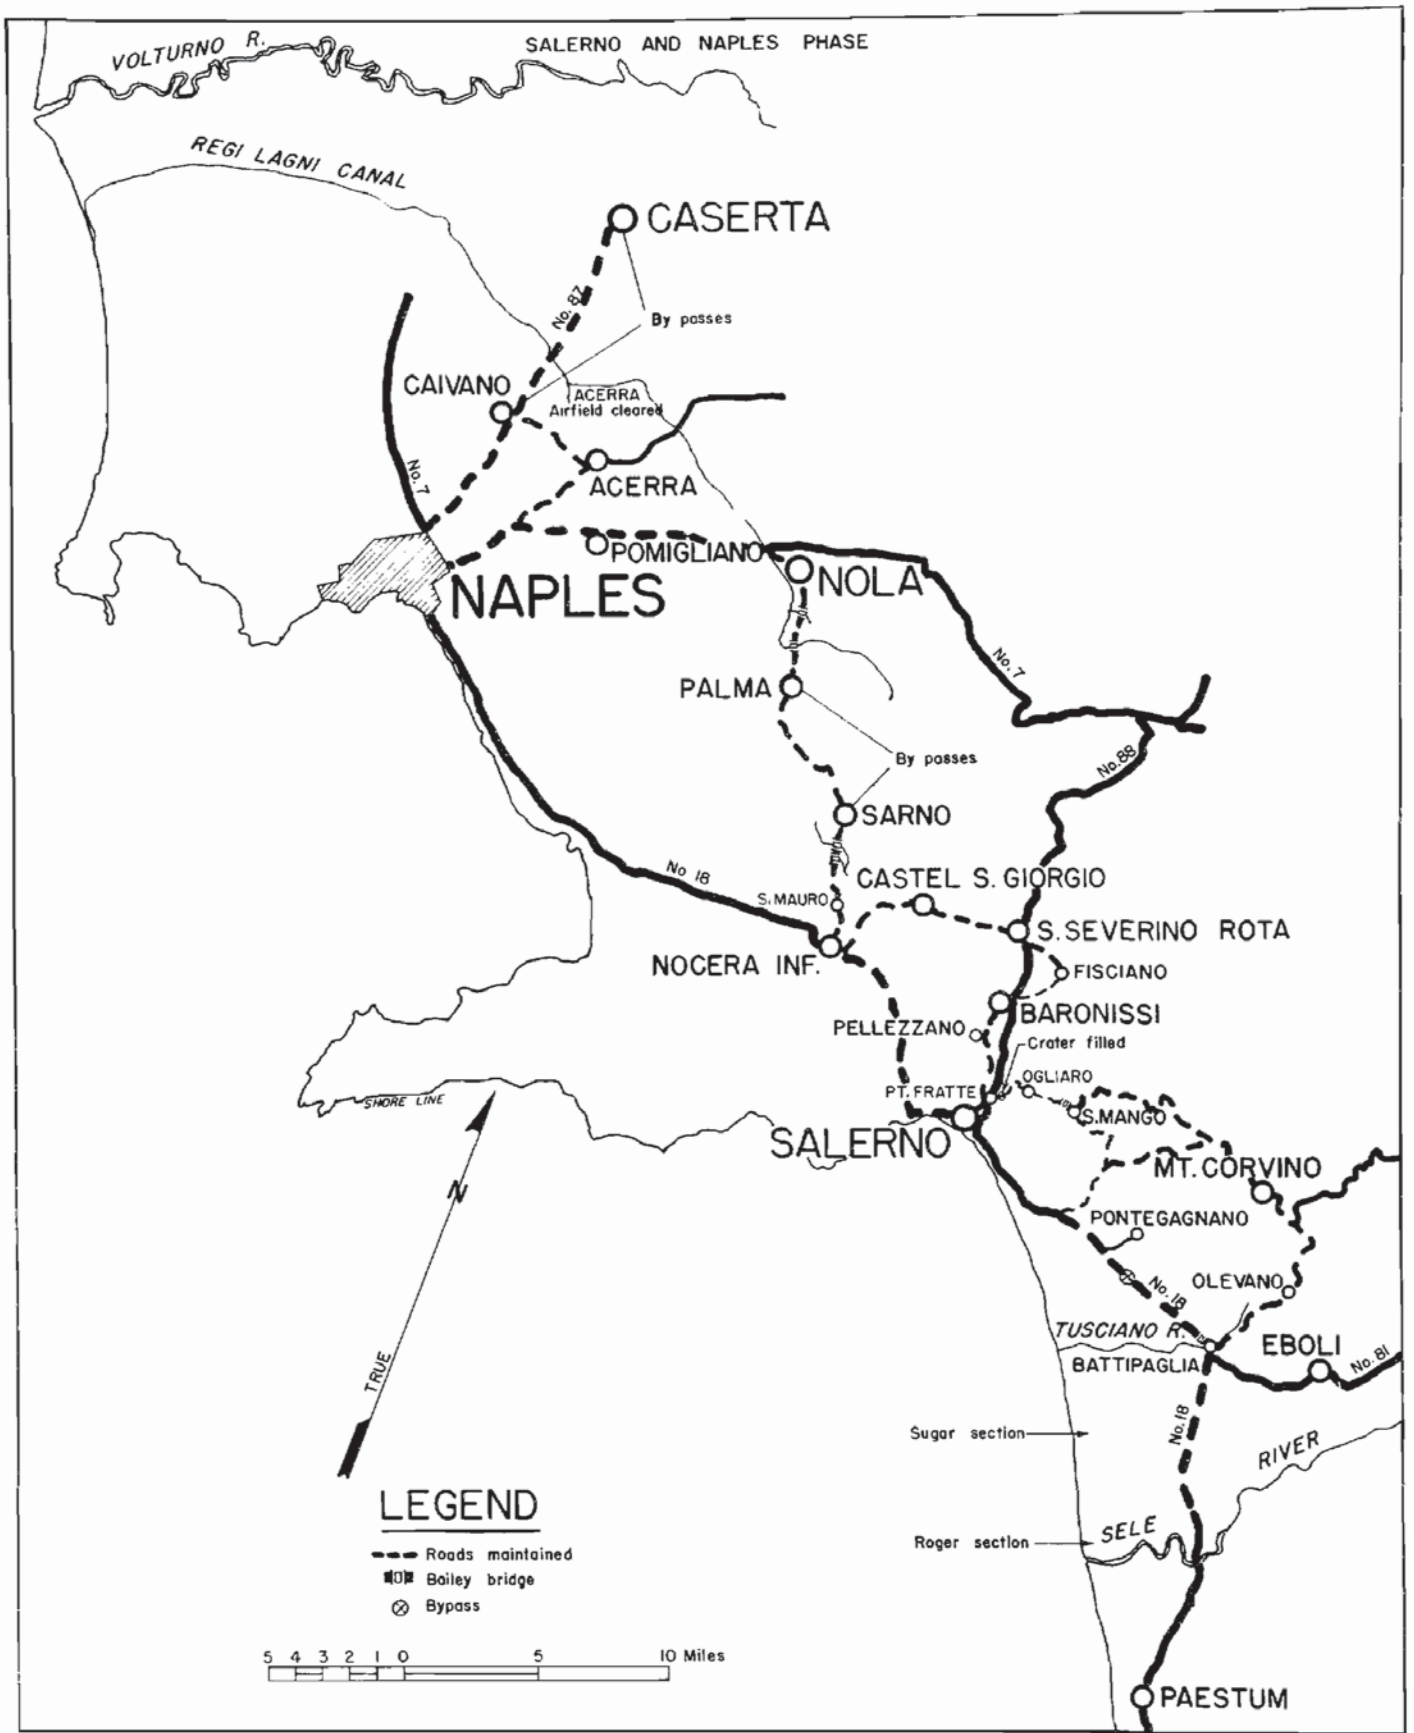 SALERNO AND NAPLES PHASE
VOLTURNO R.
REGI LAGNI CANAL
CASERTA
No. 87
By passes
CAIVANO
ACERRA
Airfield cleared
No. 7
ACERRA
POMIGLIANO
NOLA
NAPLES
No. 7
PALMA
No. 88
By passes
SARNO
No 18
CASTEL S. GIORGIO
S. MAURO
S. SEVERINO ROTA
NOCERA INF.
FISCIANO
BARONISSI
PELLEZZANO
Crater filled
OGLIARO
PT. FRATTE
SHORE LINE
S. MANGO
SALERNO
MT. CORVINO
N
PONTEGAGNANO
OLEVANO
No. 18
TUSCIANO R.
EBOLI
BATTIPAGLIA
No. 81
TRUE
No. 18
Sugar section
RIVER
SELE
Roger section
LEGEND
Roads maintained
Bailey bridge
Bypass
5 4 3 2 1 0 5 10 Miles
PAESTUM